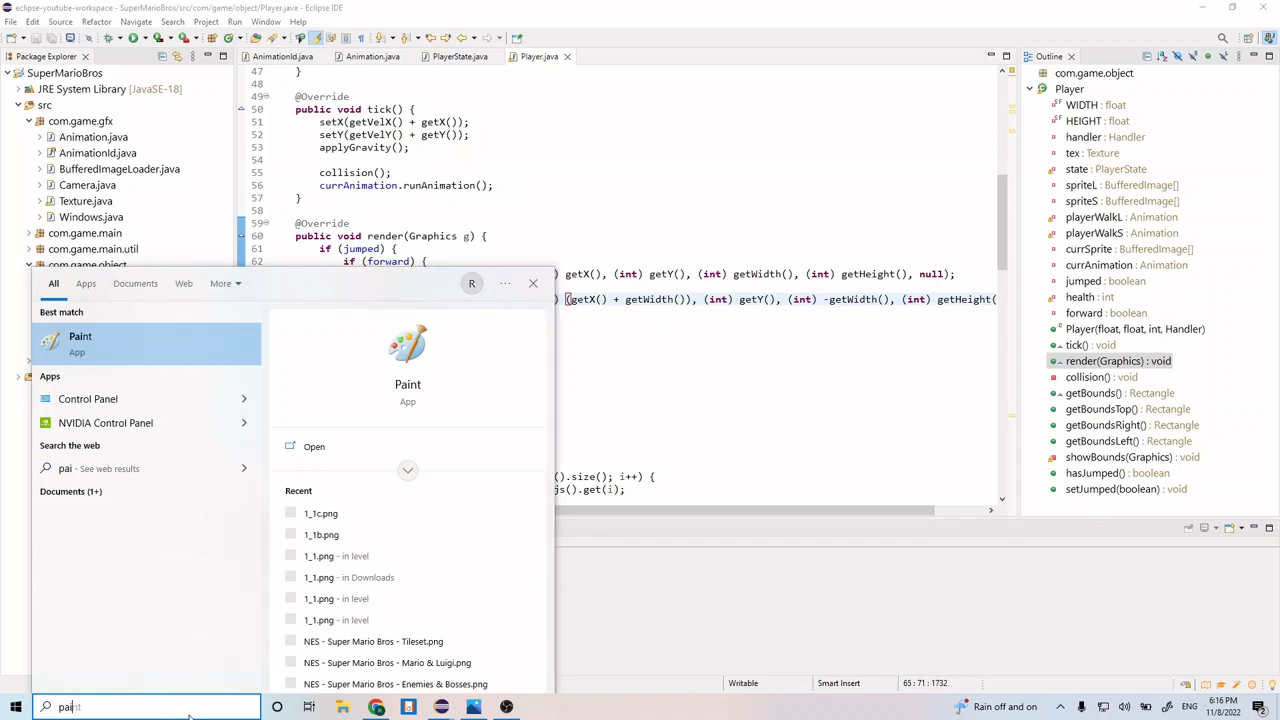 eclipse-youtube-workspace - SuperMarioBros/src/com/game/object/Player.java - Eclipse IDE
File Edit Source Refactor Navigate Search Project Run Window Help
Package Explorer
AnimationId.java Animation.java PlayerState.java Player.java
Outline
SuperMarioBros
JRE System Library [JavaSE-18]
src
com.game.gfx
Animation.java
AnimationId.java
BufferedImageLoader.java
Camera.java
Texture.java
Windows.java
com.game.main
com.game.main.util
com.game.object
47 }
48
49 @Override
50 public void tick() {
51 setX(getVelX() + getX());
52 setY(getVelY() + getY());
53 applyGravity();
54
55 collision();
56 currAnimation.runAnimation();
57 }
58
59 @Override
60 public void render(Graphics g) {
61 if (jumped) {
62 if (forward) {
getX(), (int) getY(), (int) getWidth(), (int) getHeight(), null);
) (getX() + getWidth()), (int) getY(), (int) -getWidth(), (int) getHeight(
().size(); i++) {
js().get(i);
com.game.object
Player
WIDTH : float
HEIGHT : float
handler : Handler
tex : Texture
state : PlayerState
spriteL : BufferedImage[]
spriteS : BufferedImage[]
playerWalkL : Animation
playerWalkS : Animation
currSprite : BufferedImage[]
currAnimation : Animation
jumped : boolean
health : int
forward : boolean
Player(float, float, int, Handler)
tick() : void
render(Graphics) : void
collision() : void
getBounds() : Rectangle
getBoundsTop() : Rectangle
getBoundsRight() : Rectangle
getBoundsLeft() : Rectangle
showBounds(Graphics) : void
hasJumped() : boolean
setJumped(boolean) : void
All Apps Documents Web More
R
Best match
Paint
App
Apps
Control Panel
NVIDIA Control Panel
Search the web
pai - See web results
Documents (1+)
Paint
App
Open
Recent
1_1c.png
1_1b.png
1_1.png - in level
1_1.png - in Downloads
1_1.png - in level
1_1.png - in level
NES - Super Mario Bros - Tileset.png
NES - Super Mario Bros - Mario & Luigi.png
NES - Super Mario Bros - Enemies & Bosses.png
Writable Smart Insert 65 : 71 : 1732
paint
Rain off and on
6:16 PM
11/8/2022
2